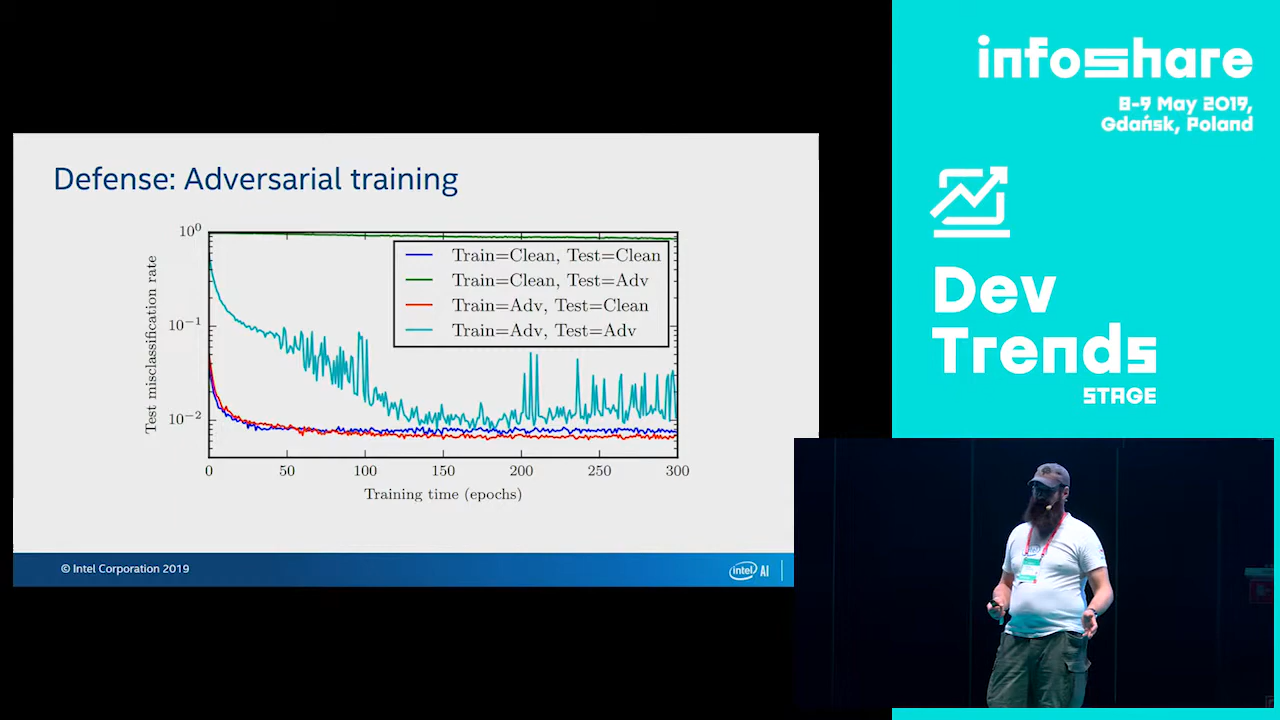 infoshare
8-9 May 2019,
Gdańsk, Poland
Dev
Trends
STAGE
Defense: Adversarial training
10⁰
10⁻¹
10⁻²
Test misclassification rate
Train=Clean, Test=Clean
Train=Clean, Test=Adv
Train=Adv, Test=Clean
Train=Adv, Test=Adv
0 50 100 150 200 250 300
Training time (epochs)
© Intel Corporation 2019
intel AI